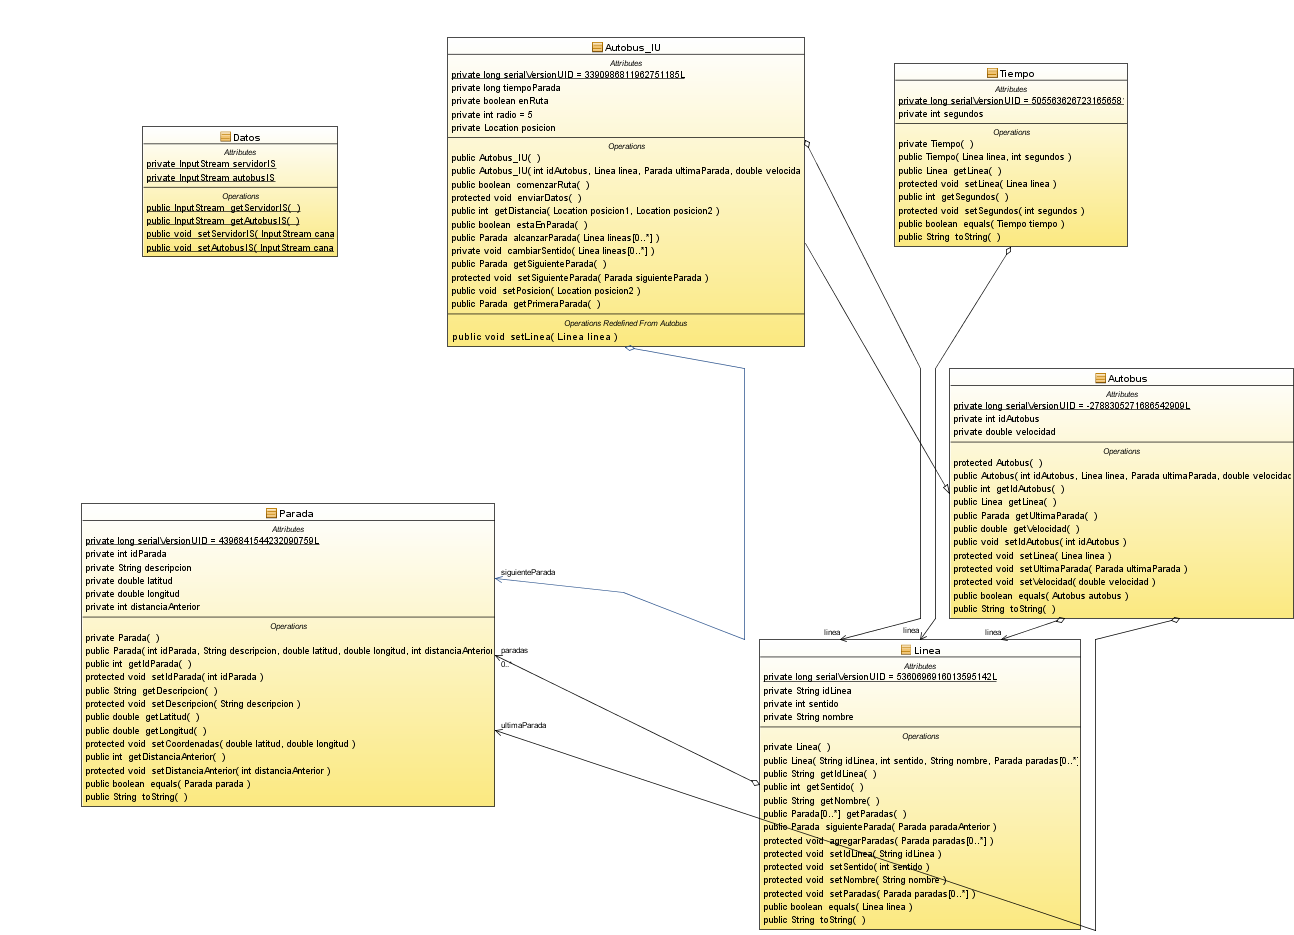 Autobus_IU
Attributes
private long serialVersionUID = 3390986811962751185L
private long tiempoParada
private boolean enRuta
private int radio = 5
private Location posicion
Operations
public Autobus_IU( )
public Autobus_IU( int idAutobus, Linea linea, Parada ultimaParada, double velocida
public boolean comenzarRuta( )
protected void enviarDatos( )
public int getDistancia( Location posicion1, Location posicion2 )
public boolean estaEnParada( )
public Parada alcanzarParada( Linea lineas[0..*] )
private void cambiarSentido( Linea lineas[0..*] )
public Parada getSiguienteParada( )
protected void setSiguienteParada( Parada siguienteParada )
public void setPosicion( Location posicion2 )
public Parada getPrimeraParada( )
Operations Redefined From Autobus
public void setLinea( Linea linea )
Tiempo
Attributes
private long serialVersionUID = 505563626723165658
private int segundos
Operations
private Tiempo( )
public Tiempo( Linea linea, int segundos )
public Linea getLinea( )
protected void setLinea( Linea linea )
public int getSegundos( )
protected void setSegundos( int segundos )
public boolean equals( Tiempo tiempo )
public String toString( )
Datos
Attributes
private InputStream servidorIS
private InputStream autobusIS
Operations
public InputStream getServidorIS( )
public InputStream getAutobusIS( )
public void setServidorIS( InputStream cana
public void setAutobusIS( InputStream cana
Autobus
Attributes
private long serialVersionUID = -2788305271686542909L
private int idAutobus
private double velocidad
Operations
protected Autobus( )
public Autobus( int idAutobus, Linea linea, Parada ultimaParada, double velocidad
public int getIdAutobus( )
public Linea getLinea( )
public Parada getUltimaParada( )
public double getVelocidad( )
public void setIdAutobus( int idAutobus )
protected void setLinea( Linea linea )
protected void setUltimaParada( Parada ultimaParada )
protected void setVelocidad( double velocidad )
public boolean equals( Autobus autobus )
public String toString( )
Parada
Attributes
private long serialVersionUID = 4396841544232090759L
private int idParada
private String descripcion
private double latitud
private double longitud
private int distanciaAnterior
Operations
private Parada( )
public Parada( int idParada, String descripcion, double latitud, double longitud, int distanciaAnterior
public int getIdParada( )
protected void setIdParada( int idParada )
public String getDescripcion( )
protected void setDescripcion( String descripcion )
public double getLatitud( )
public double getLongitud( )
protected void setCoordenadas( double latitud, double longitud )
public int getDistanciaAnterior( )
protected void setDistanciaAnterior( int distanciaAnterior )
public boolean equals( Parada parada )
public String toString( )
siguienteParada
paradas
0..*
ultimaParada
linea
linea
linea
Linea
Attributes
private long serialVersionUID = 5360696916013595142L
private String idLinea
private int sentido
private String nombre
Operations
private Linea( )
public Linea( String idLinea, int sentido, String nombre, Parada paradas[0..*]
public String getIdLinea( )
public int getSentido( )
public String getNombre( )
public Parada[0..*] getParadas( )
public Parada siguienteParada( Parada paradaAnterior )
protected void agregarParadas( Parada paradas[0..*] )
protected void setIdLinea( String idLinea )
protected void setSentido( int sentido )
protected void setNombre( String nombre )
protected void setParadas( Parada paradas[0..*] )
public boolean equals( Linea linea )
public String toString( )